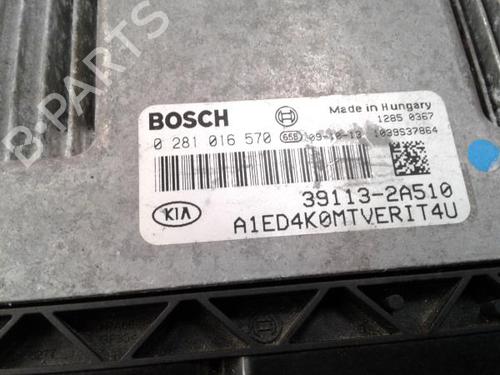 B-PARTS
BOSCH
Made in Hungary
1285 0367
0 281 016 570 65B 09-10-13 1039S37864
39113-2A510
KIA
A1ED4K0MTVERIT4U